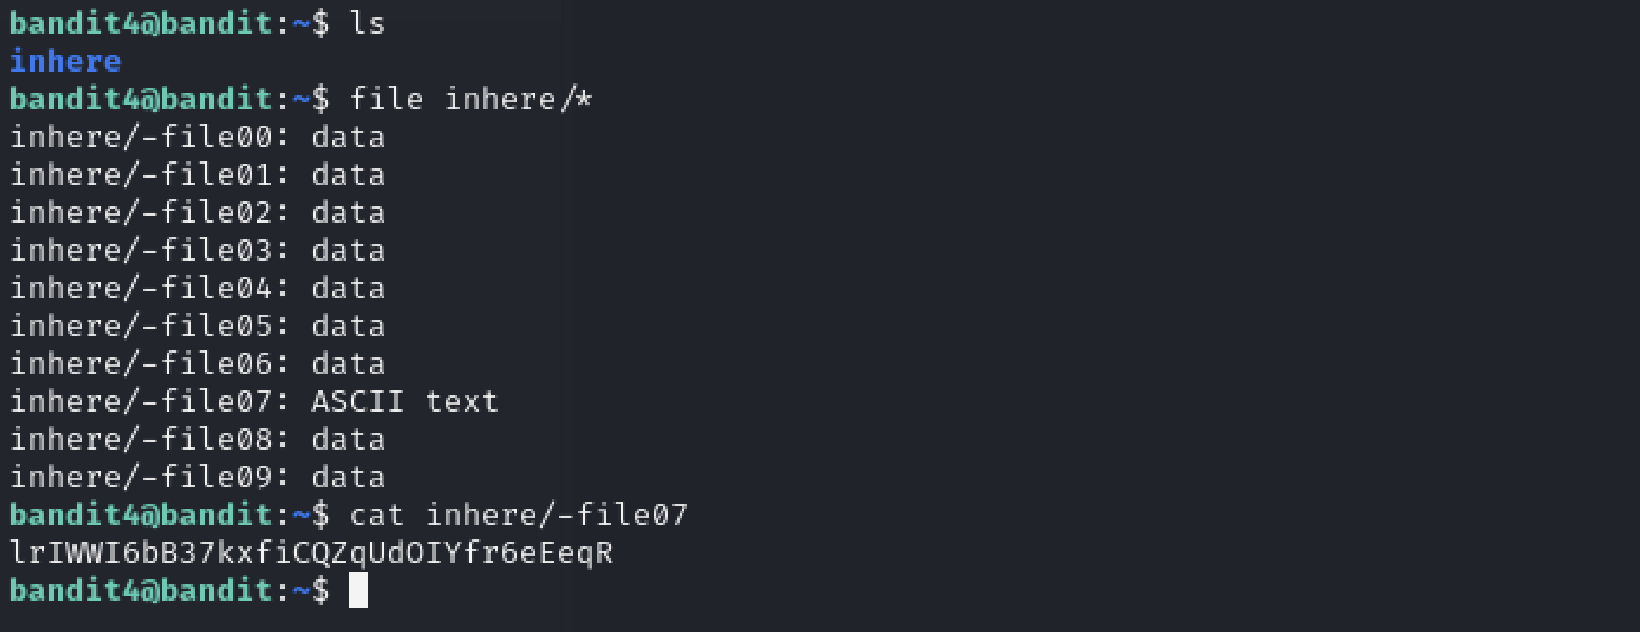 bandit4@bandit:~$ ls
inhere
bandit4@bandit:~$ file inhere/*
inhere/-file00: data
inhere/-file01: data
inhere/-file02: data
inhere/-file03: data
inhere/-file04: data
inhere/-file05: data
inhere/-file06: data
inhere/-file07: ASCII text
inhere/-file08: data
inhere/-file09: data
bandit4@bandit:~$ cat inhere/-file07
lrIWWI6bB37kxfiCQZqUdOIYfr6eEeqR
bandit4@bandit:~$